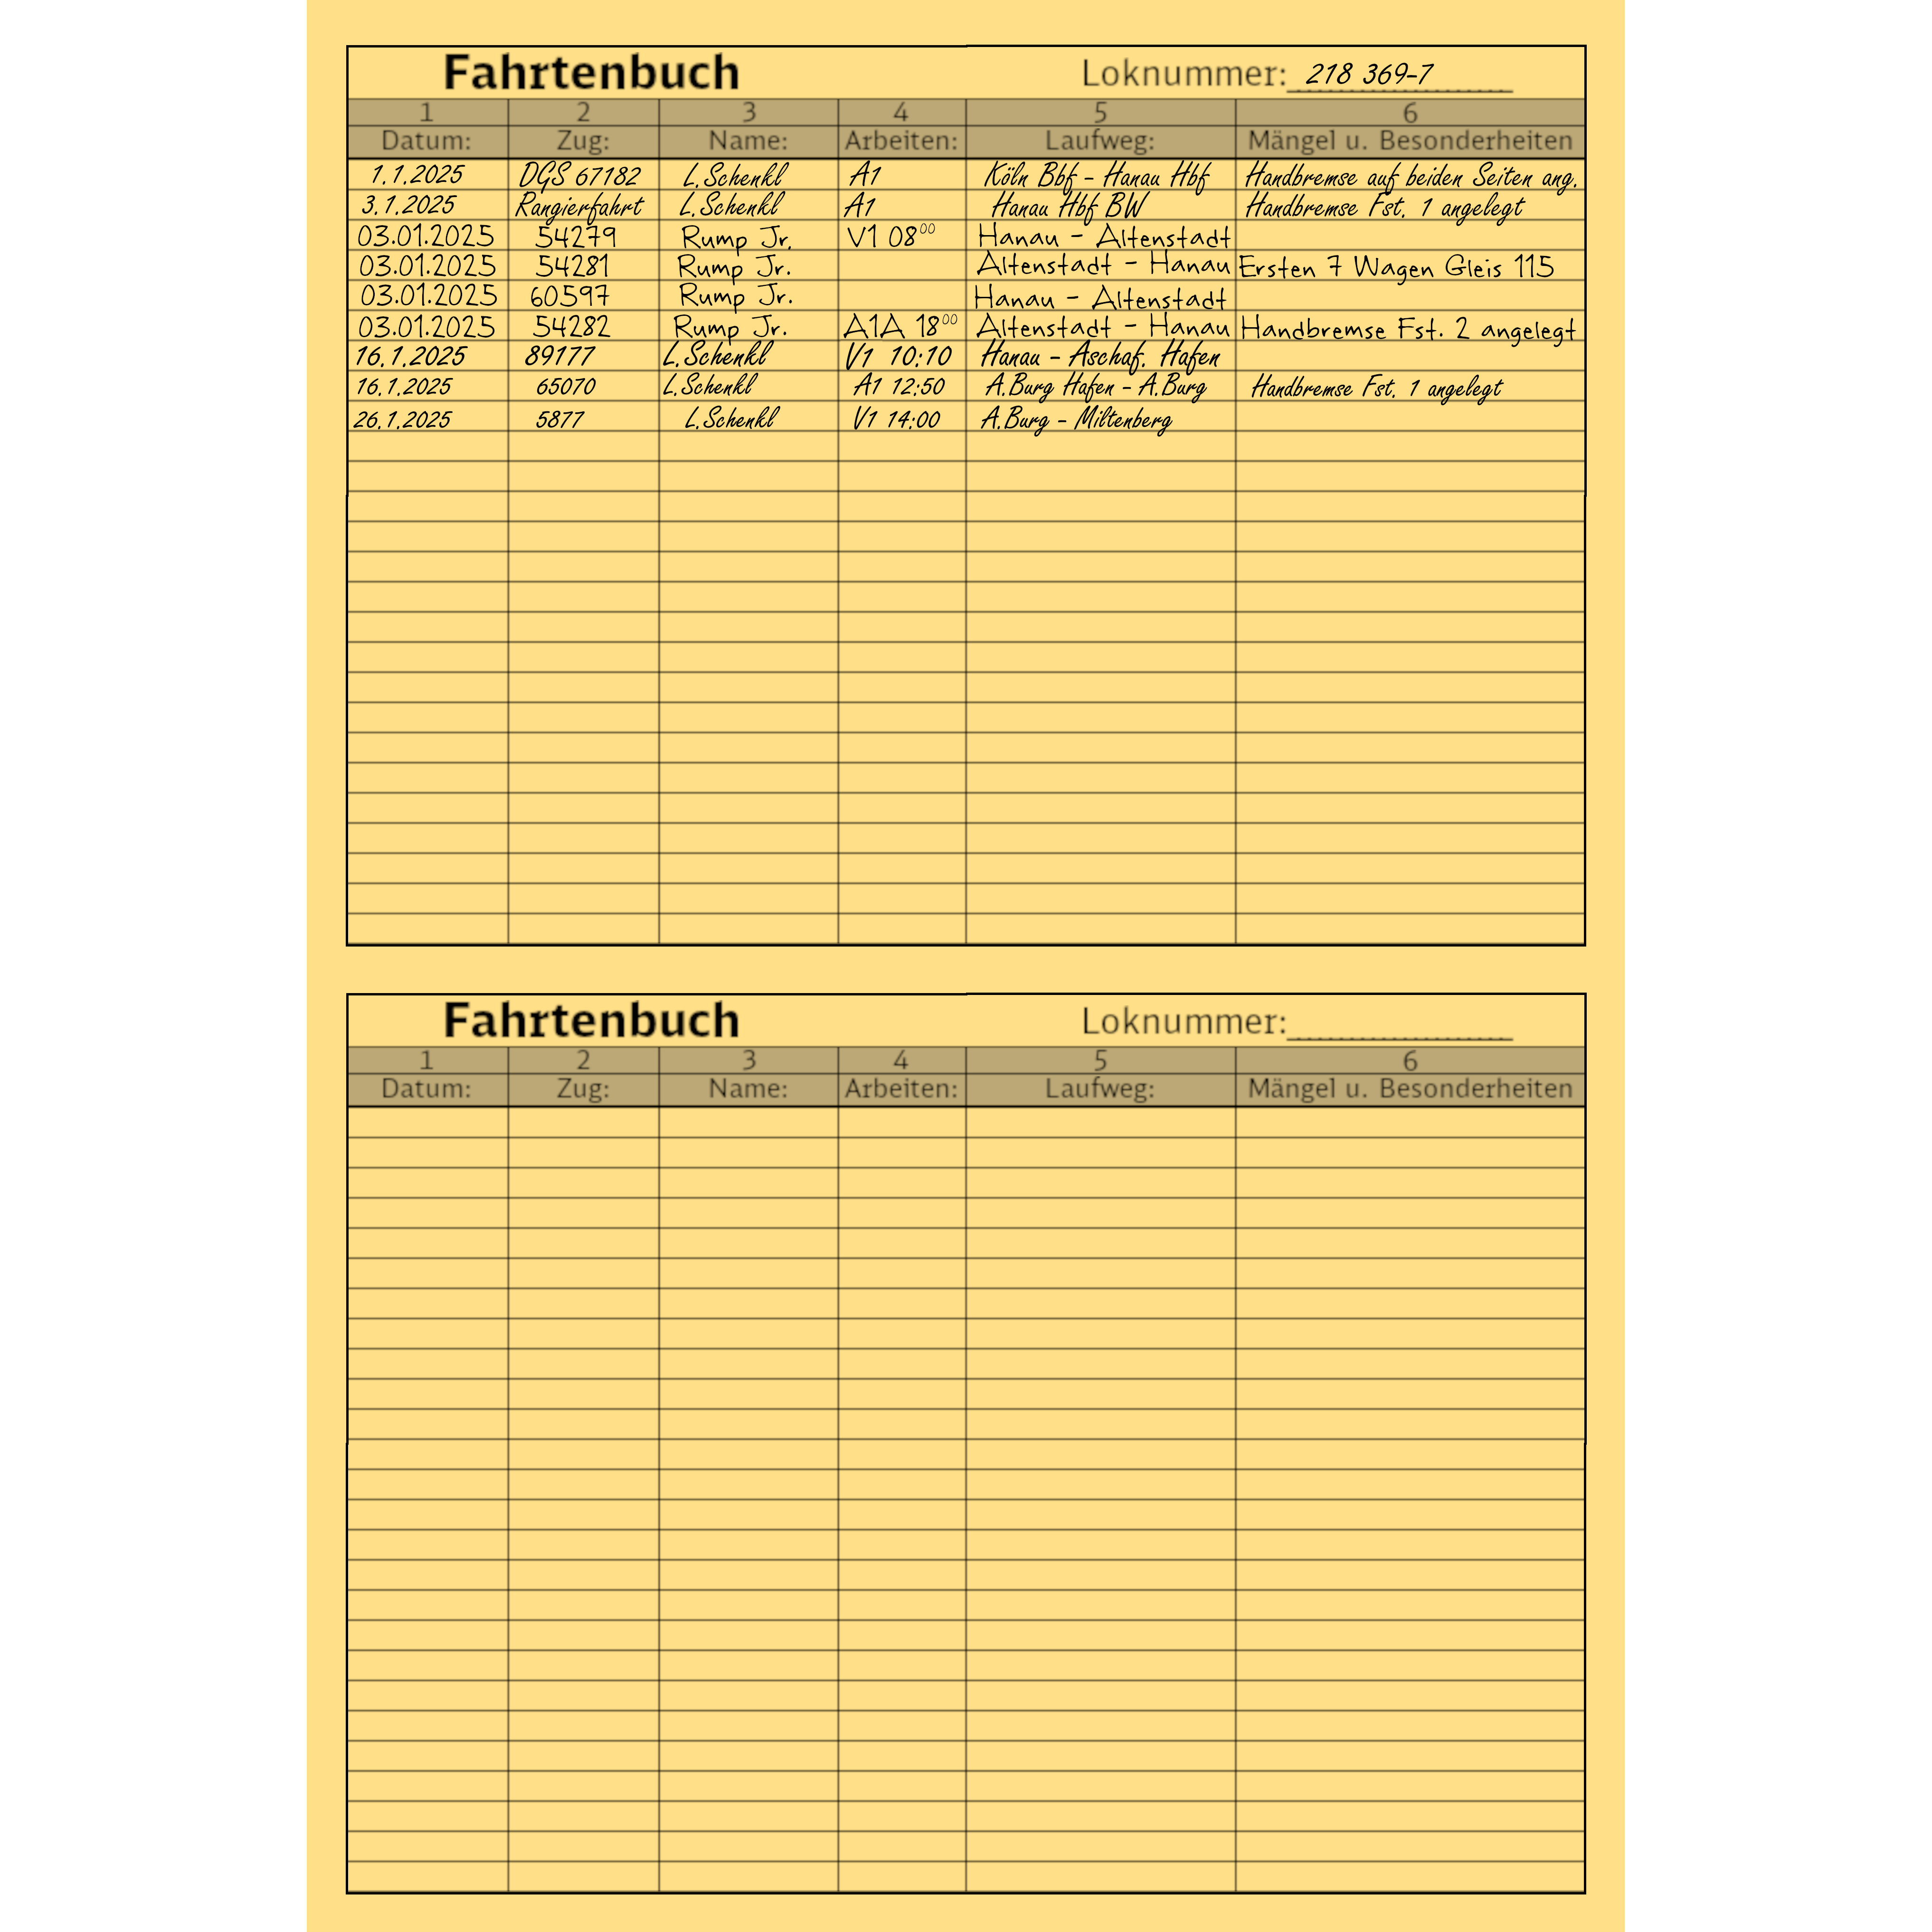 Fahrtenbuch Loknummer: 218 369-7
1 2 3 4 5 6
Datum: Zug: Name: Arbeiten: Laufweg: Mängel u. Besonderheiten
1.1.2025 DGS 67182 L.Schenkl A1 Köln Bbf - Hanau Hbf Handbremse auf beiden Seiten ang.
3.1.2025 Rangierfahrt L.Schenkl A1 Hanau Hbf BW Handbremse Fst. 1 angelegt
03.01.2025 54279 Rump Jr. V1 08⁰⁰ Hanau - Altenstadt
03.01.2025 54281 Rump Jr. Altenstadt - Hanau Ersten 7 Wagen Gleis 115
03.01.2025 60597 Rump Jr. Hanau - Altenstadt
03.01.2025 54282 Rump Jr. A1A 18⁰⁰ Altenstadt - Hanau Handbremse Fst. 2 angelegt
16.1.2025 89177 L.Schenkl V1 10:10 Hanau - Aschaf. Hafen
16.1.2025 65070 L.Schenkl A1 12:50 A.Burg Hafen - A.Burg Handbremse Fst. 1 angelegt
26.1.2025 5877 L.Schenkl V1 14:00 A.Burg - Miltenberg
Fahrtenbuch Loknummer:
1 2 3 4 5 6
Datum: Zug: Name: Arbeiten: Laufweg: Mängel u. Besonderheiten